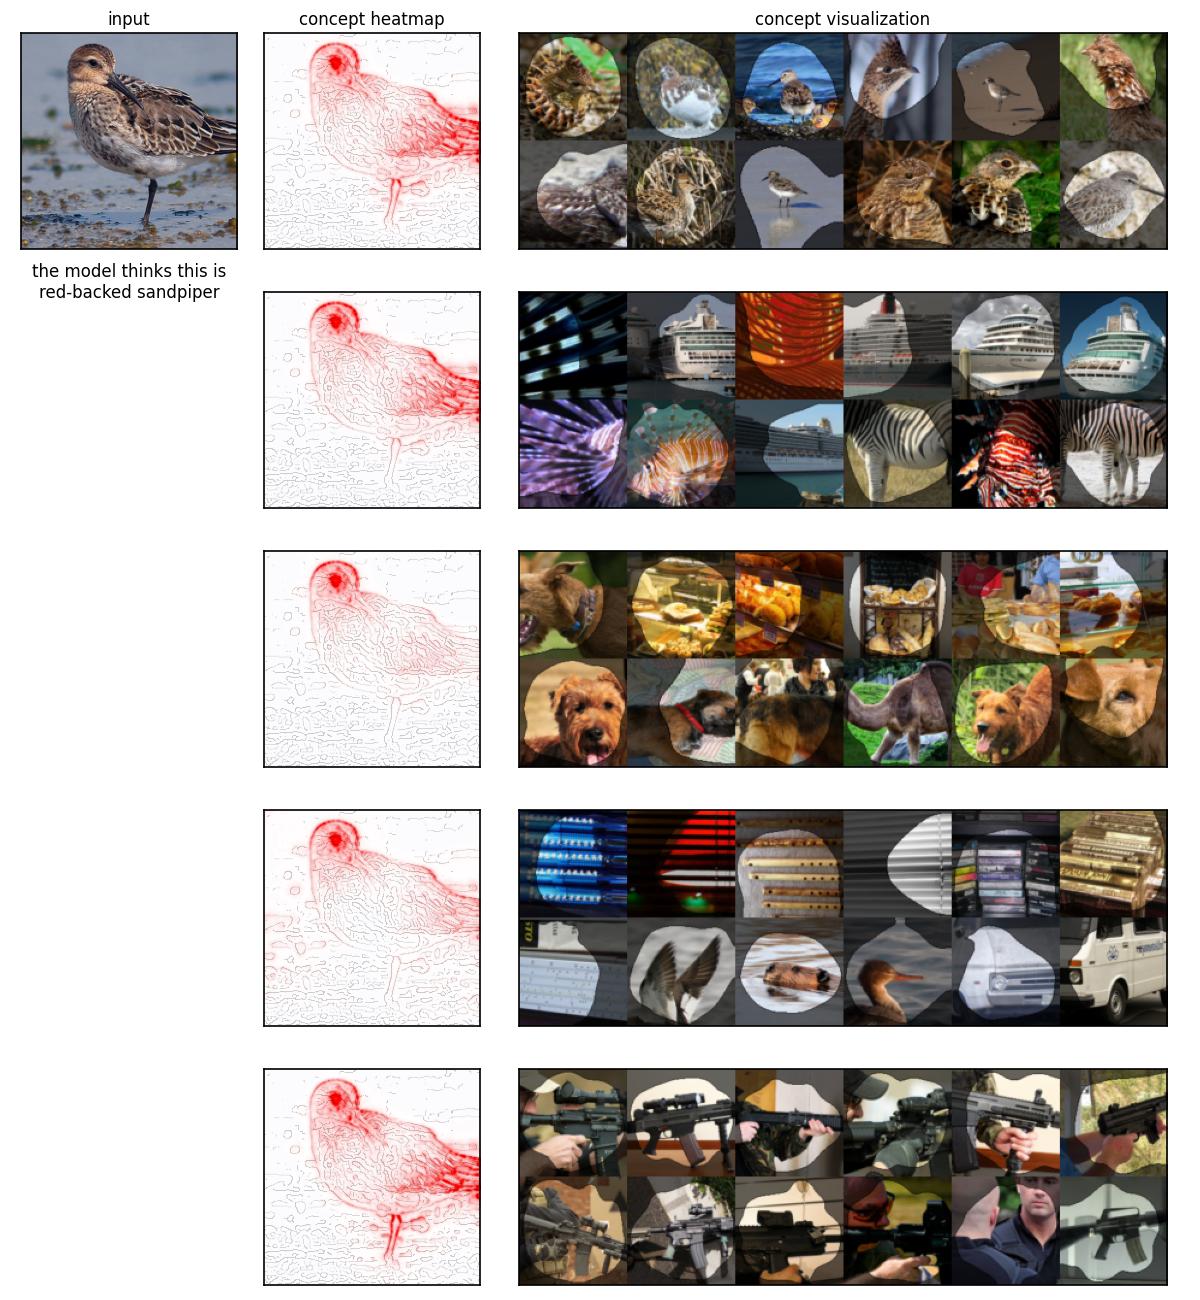 input
concept heatmap
concept visualization
the model thinks this is
red-backed sandpiper